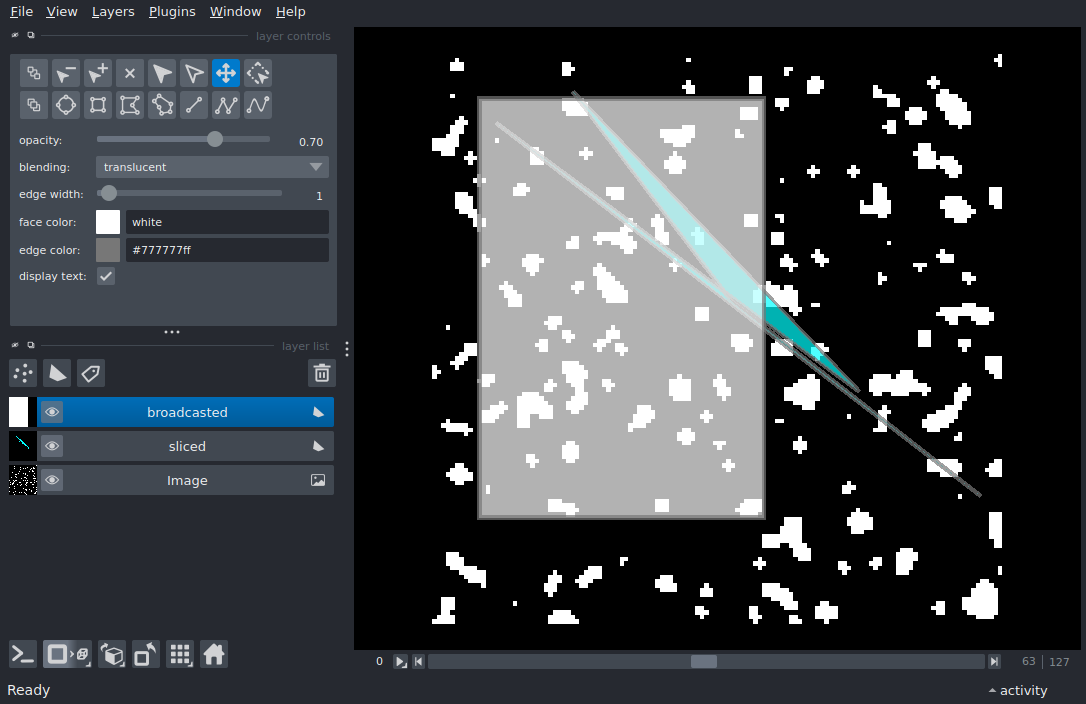 File View Layers Plugins Window Help
layer controls
opacity: 0.70
blending: translucent
edge width: 1
face color: white
edge color: #777777ff
display text:
layer list
broadcasted
sliced
Image
0 63 127
Ready activity